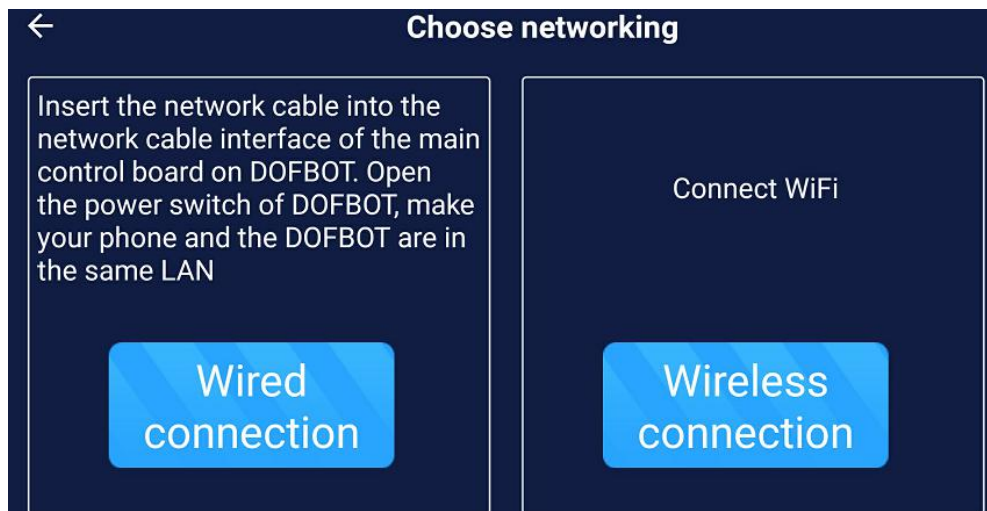 Choose networking
Insert the network cable into the
network cable interface of the main
control board on DOFBOT. Open
the power switch of DOFBOT, make
your phone and the DOFBOT are in
the same LAN
Wired
connection
Connect WiFi
Wireless
connection